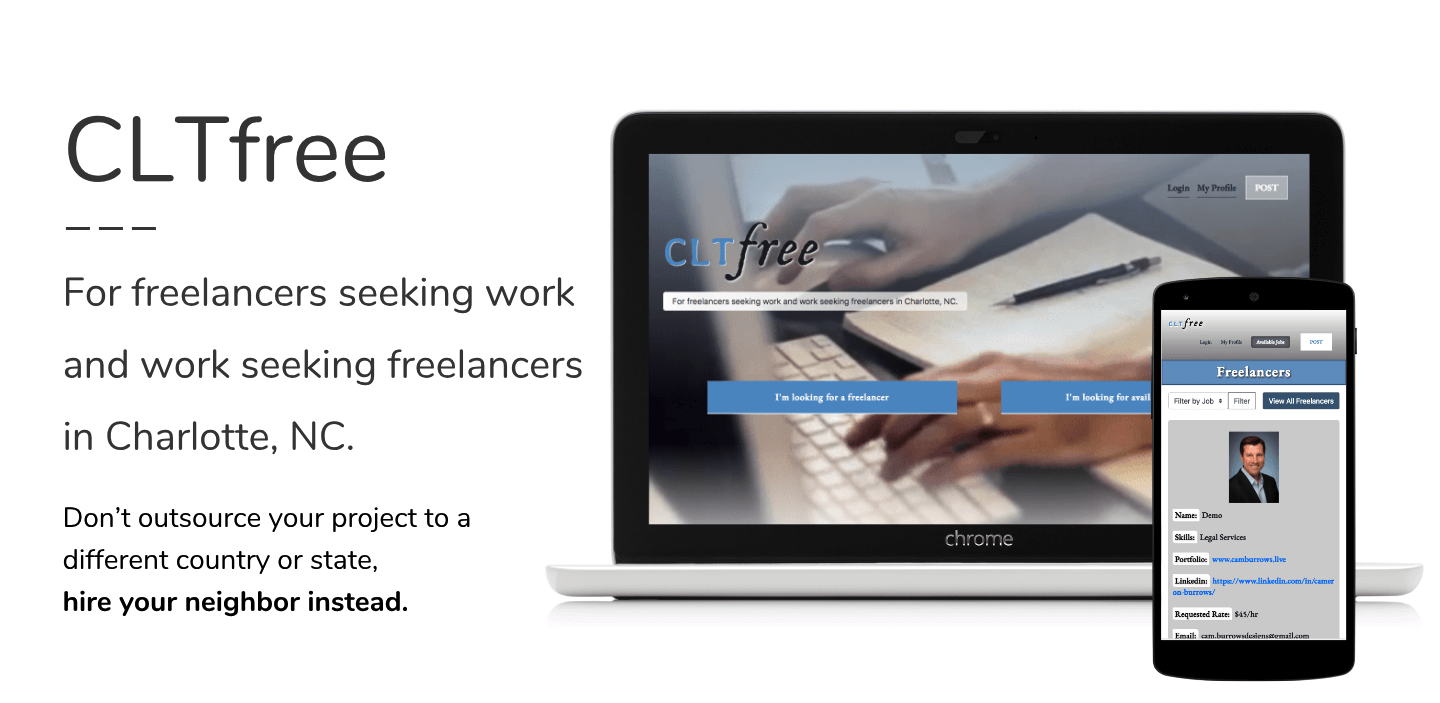 CLTfree
For freelancers seeking work
and work seeking freelancers
in Charlotte, NC.
Don’t outsource your project to a
different country or state,
hire your neighbor instead.
Login My Profile POST
CLTfree
For freelancers seeking work and work seeking freelancers in Charlotte, NC.
I'm looking for a freelancer
I'm looking for avail
chrome
CLTfree
Login My Profile Available Jobs POST
Freelancers
Filter by Job Filter View All Freelancers
Name: Demo
Skills: Legal Services
Portfolio: www.camburrows.live
Linkedin: https://www.linkedin.com/in/camer
on-burrows/
Requested Rate: $45/hr
Email: cam.burrowsdesigns@email.com